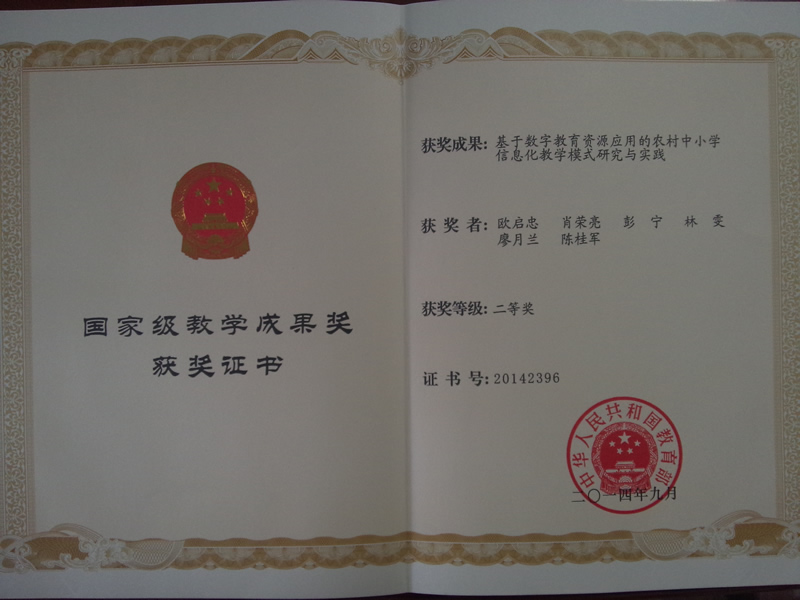 国家级教学成果奖
获奖证书
获奖成果: 基于数字教育资源应用的农村中小学
信息化教学模式研究与实践
获奖者: 欧启忠 肖荣亮 彭宁 林雯
廖月兰 陈桂军
获奖等级: 二等奖
证书号: 20142396
中华人民共和国教育部
二〇一四年九月